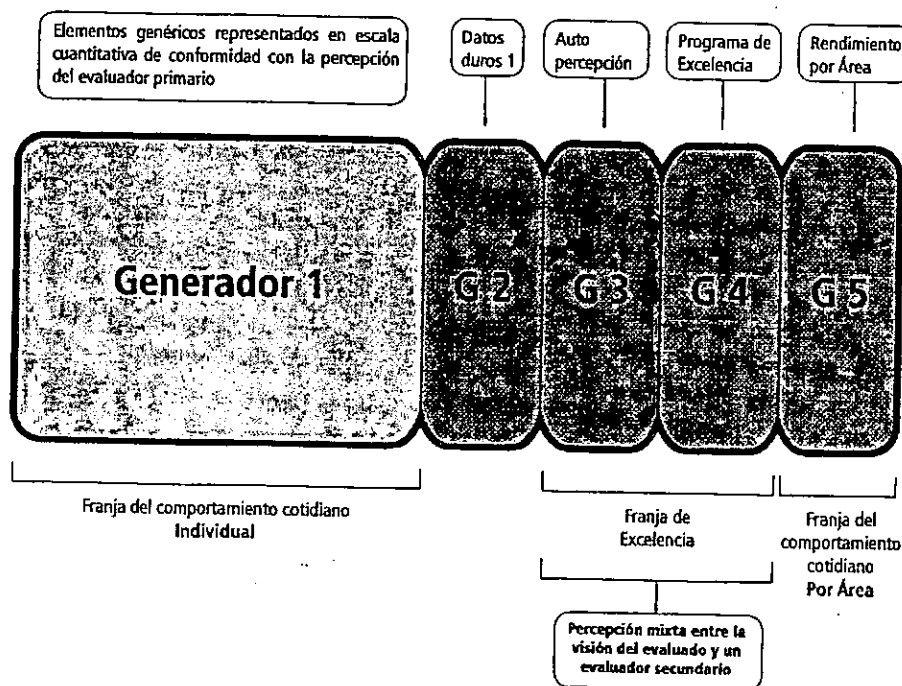 Elementos genéricos representados en escala
cuantitativa de conformidad con la percepción
del evaluador primario
Datos
duros 1
Auto
percepción
Programa de
Excelencia
Rendimiento
por Área
Generador 1
G 2
G 3
G 4
G 5
Franja del comportamiento cotidiano
Individual
Franja de
Excelencia
Franja del
comportamiento
cotidiano
Por Área
Percepción mixta entre la
visión del evaluado y un
evaluador secundario